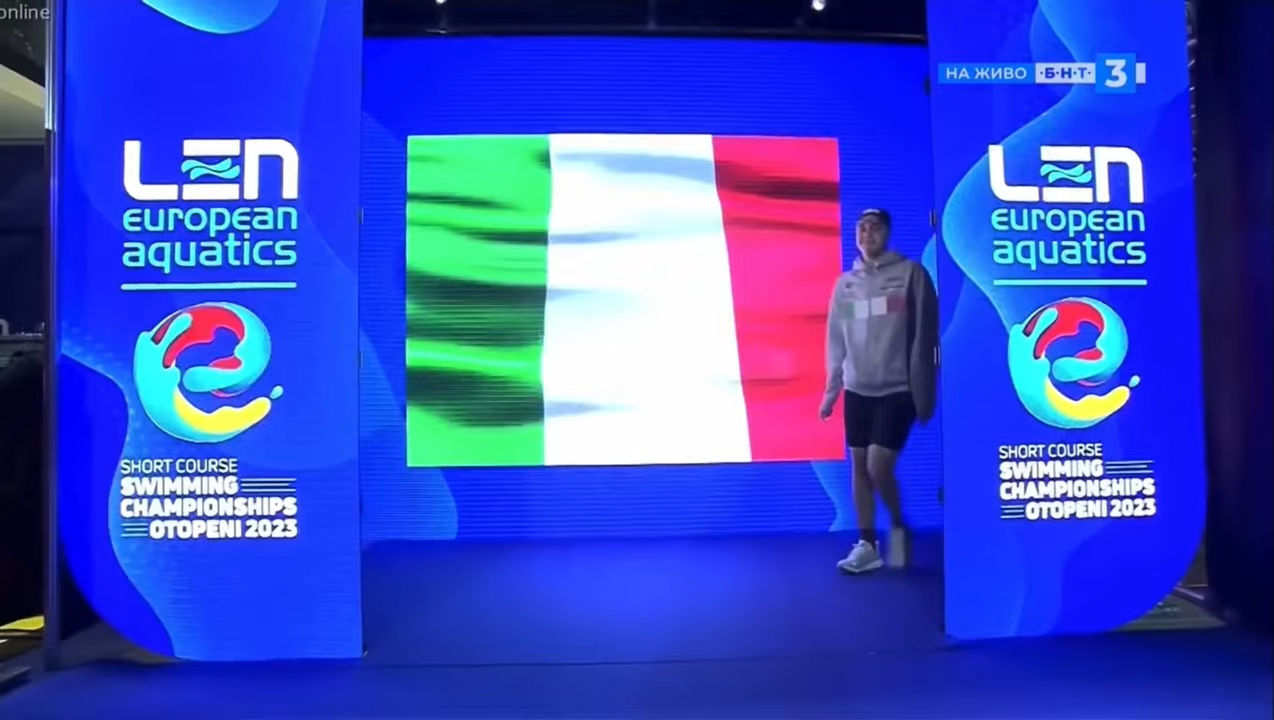 online
НА ЖИВО ·Б·Н·Т· 3
LEN
european
aquatics
SHORT COURSE
SWIMMING
CHAMPIONSHIPS
OTOPENI 2023
LEN
european
aquatics
SHORT COURSE
SWIMMING
CHAMPIONSHIPS
OTOPENI 2023